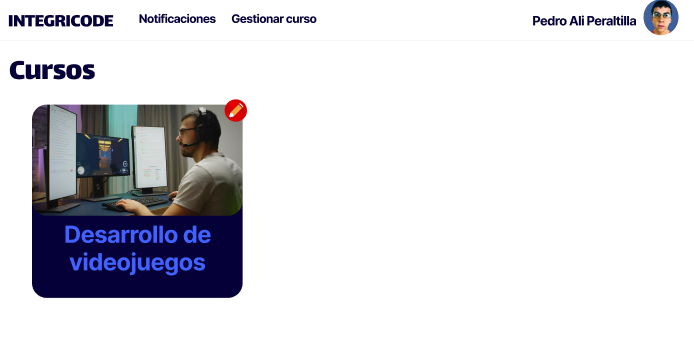 INTEGRICODE Notificaciones Gestionar curso Pedro Ali Peraltilla
Cursos
Desarrollo de
videojuegos